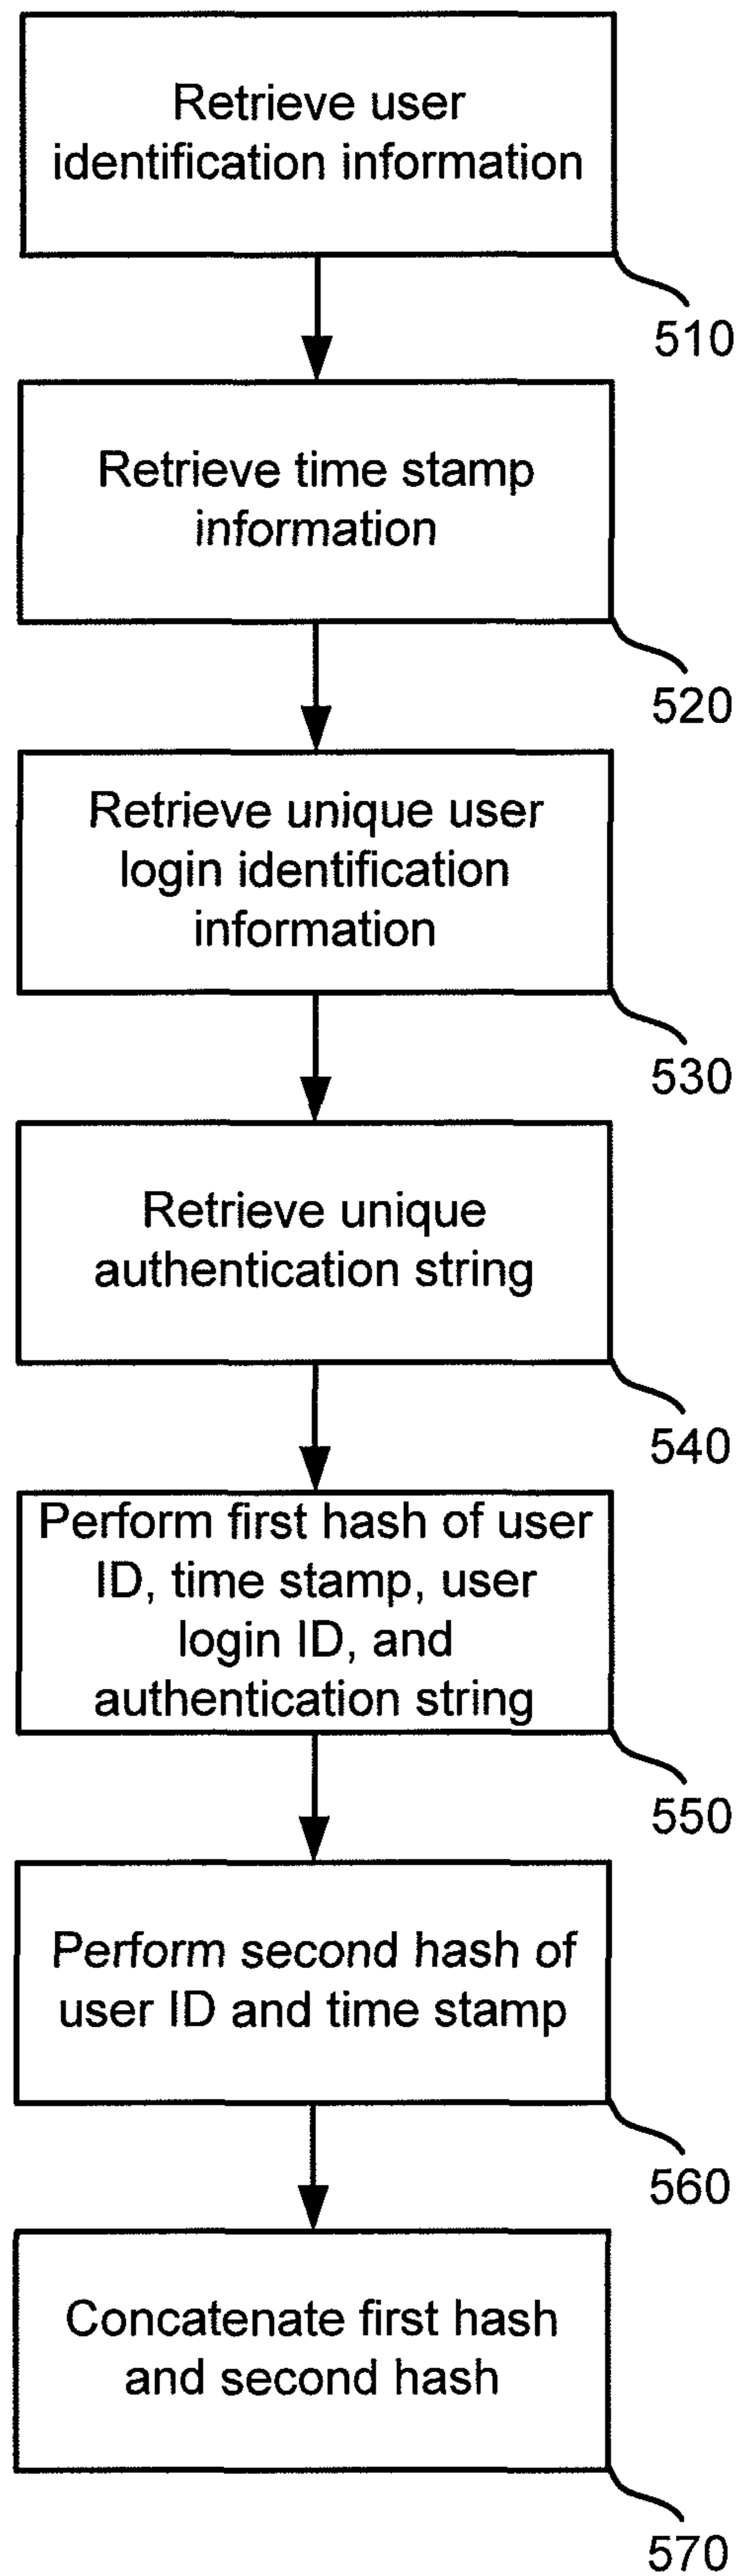 Retrieve user
identification information
510
Retrieve time stamp
information
520
Retrieve unique user
login identification
information
530
Retrieve unique
authentication string
540
Perform first hash of user
ID, time stamp, user
login ID, and
authentication string
550
Perform second hash of
user ID and time stamp
560
Concatenate first hash
and second hash
570